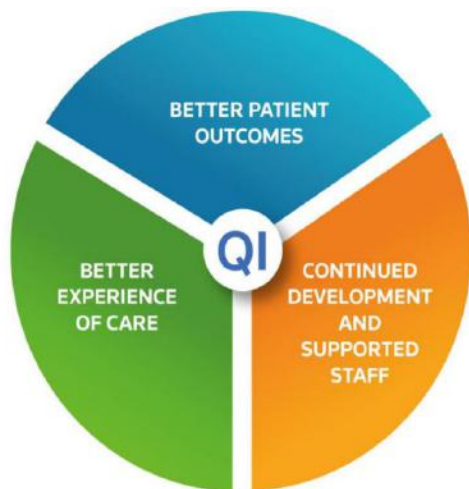 BETTER PATIENT
OUTCOMES
QI
BETTER
EXPERIENCE
OF CARE
CONTINUED
DEVELOPMENT
AND
SUPPORTED
STAFF